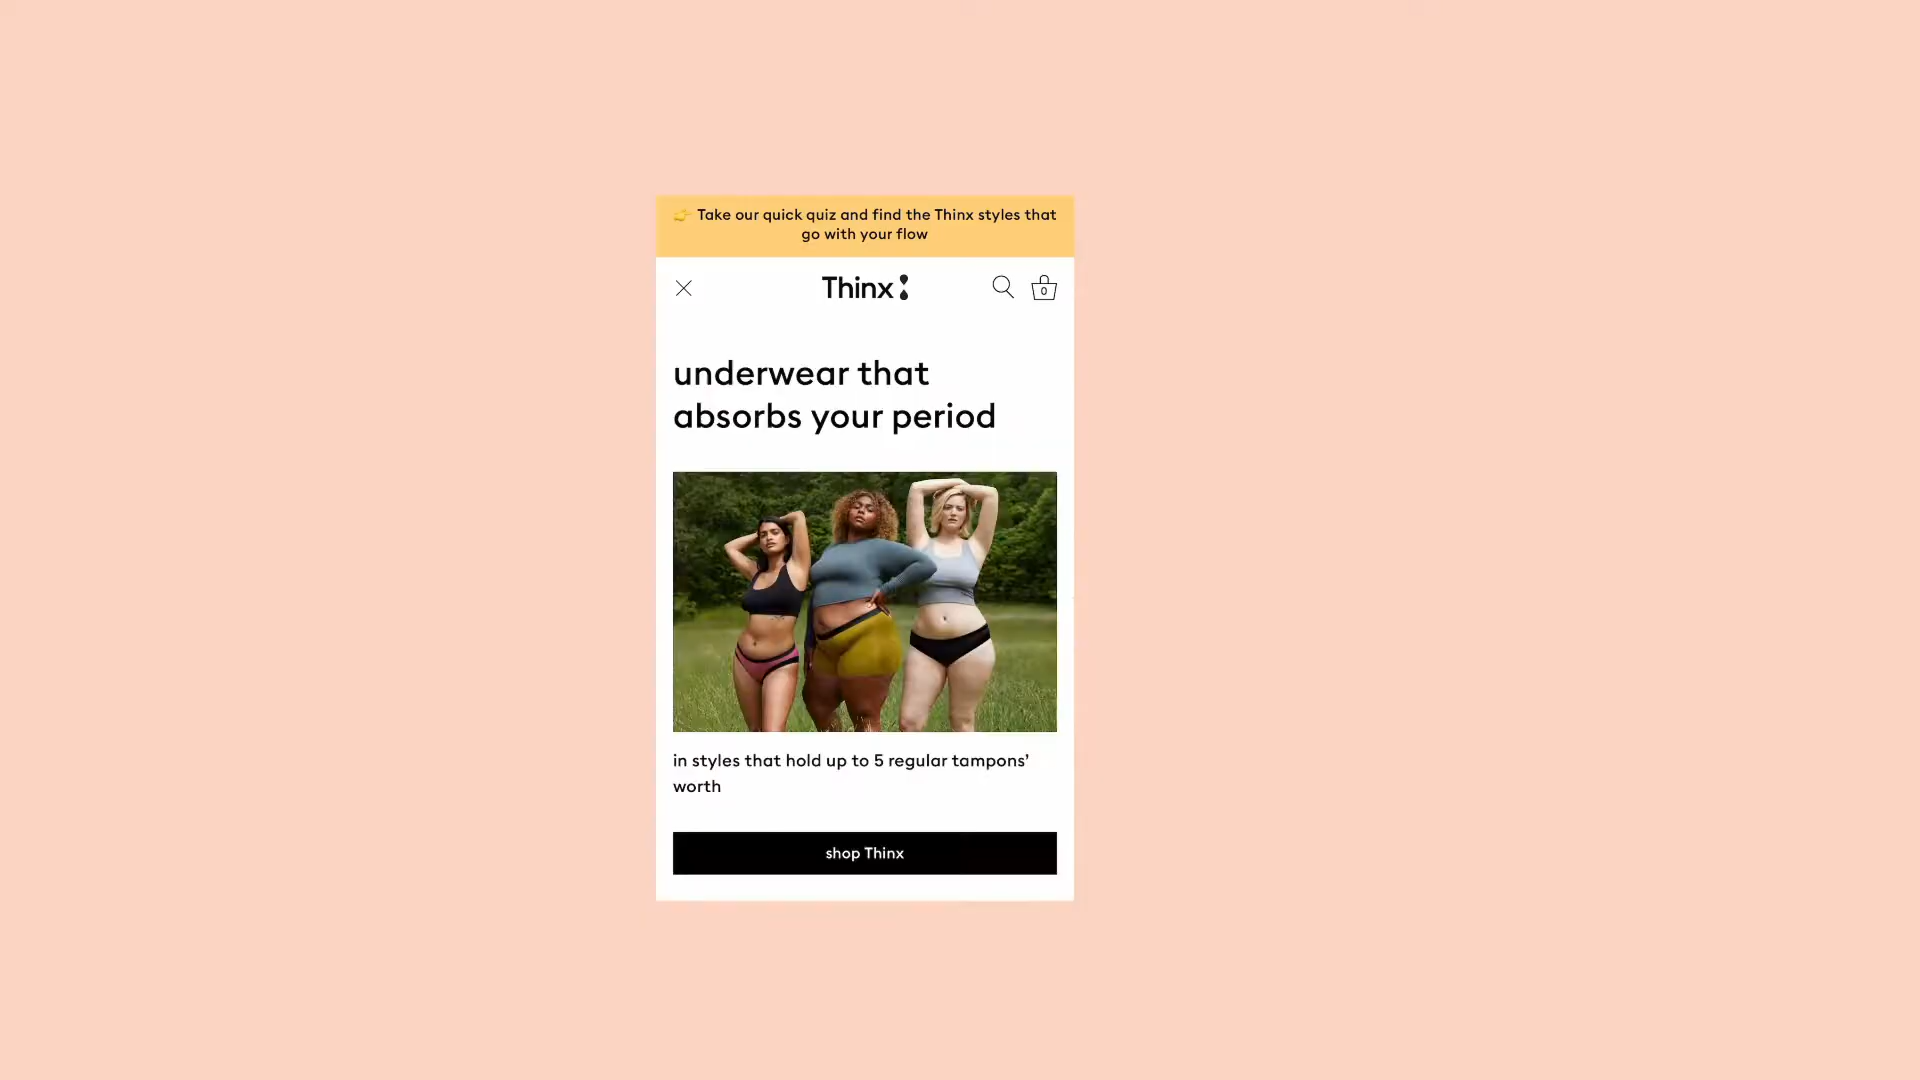 👉 Take our quick quiz and find the Thinx styles that
go with your flow
Thinx
0
underwear that
absorbs your period
in styles that hold up to 5 regular tampons’
worth
shop Thinx